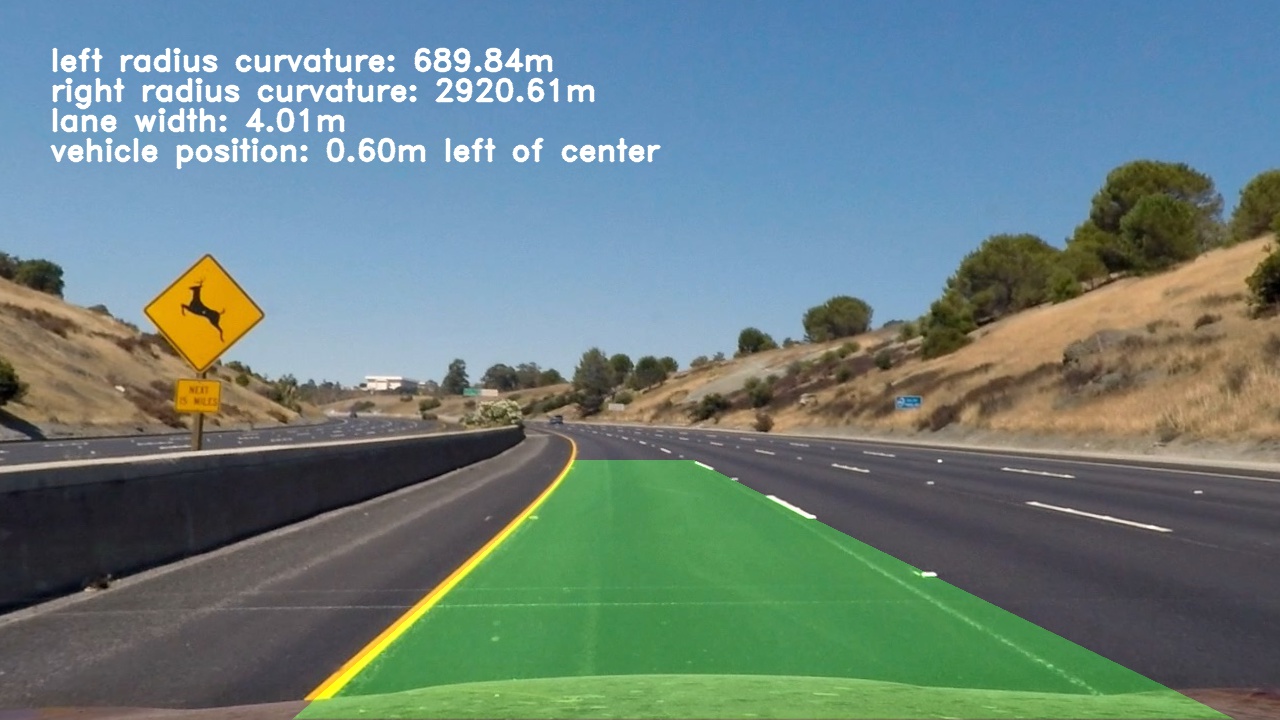 left radius curvature: 689.84m
right radius curvature: 2920.61m
lane width: 4.01m
vehicle position: 0.60m left of center
NEXT
15 MILES